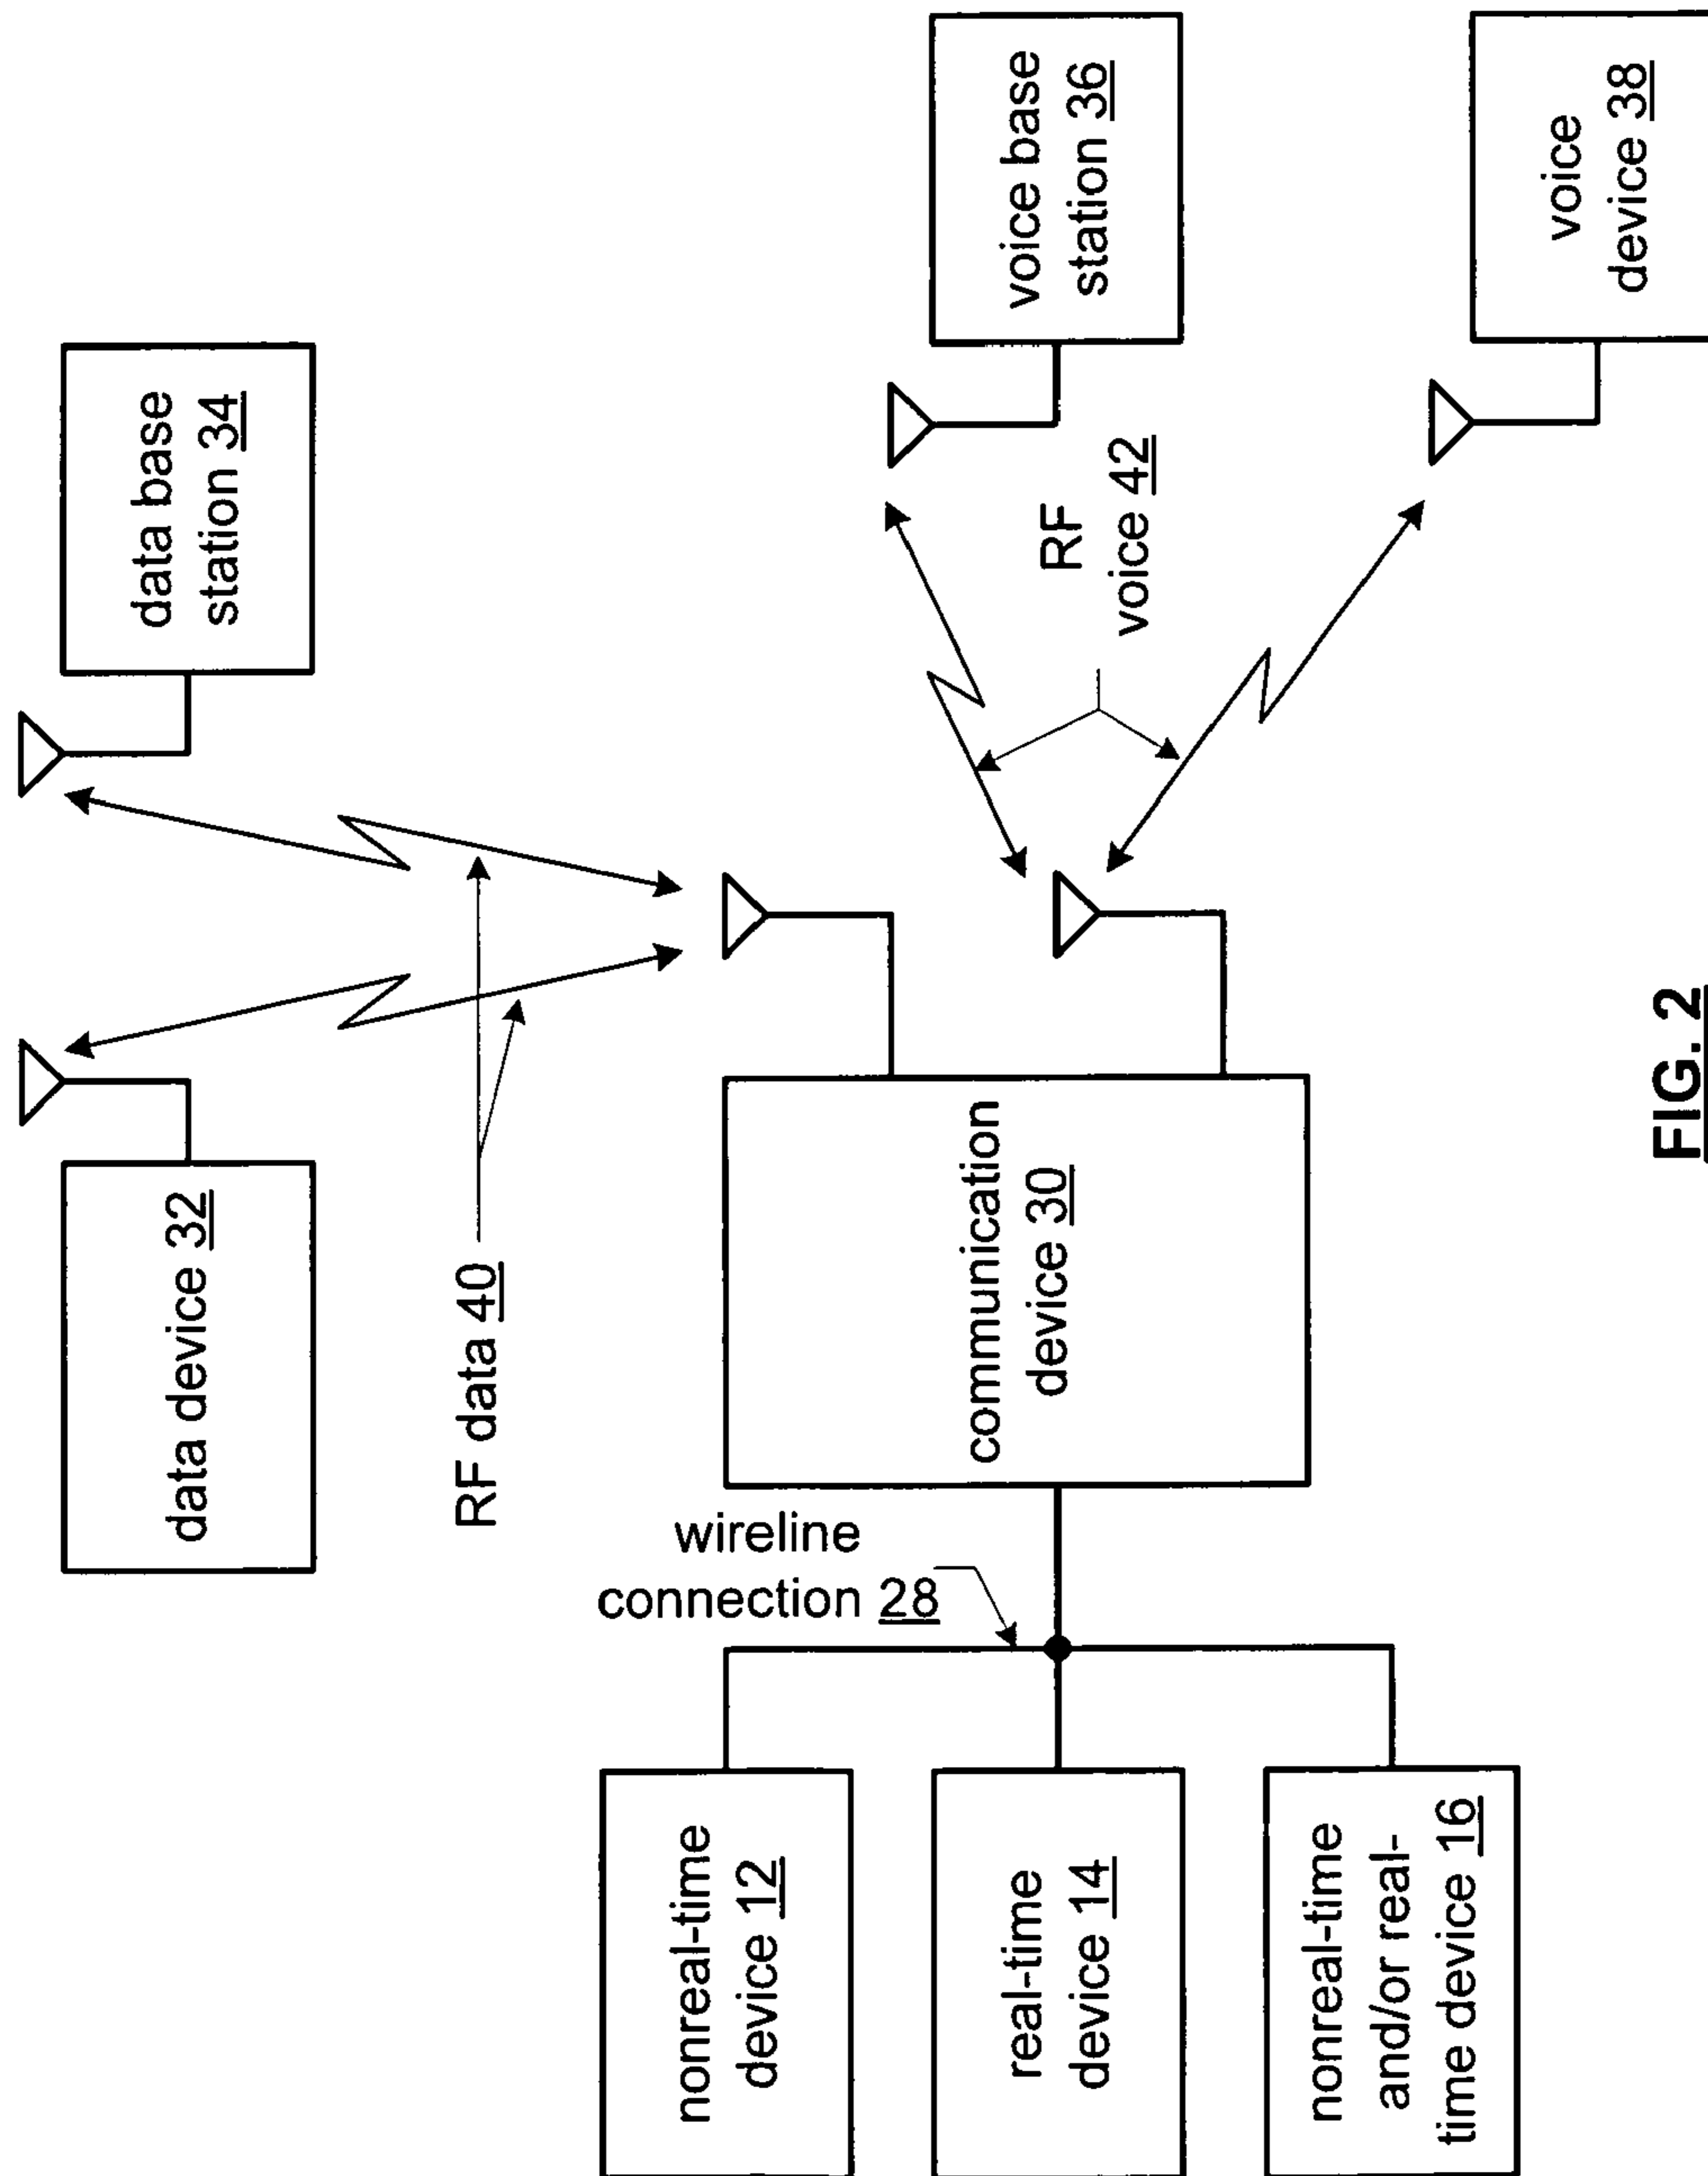 data device 32
data base
station 34
RF data 40
wireline
connection 28
communication
device 30
RF
voice 42
voice base
station 36
voice
device 38
nonreal-time
device 12
real-time
device 14
nonreal-time
and/or real-
time device 16
FIG. 2